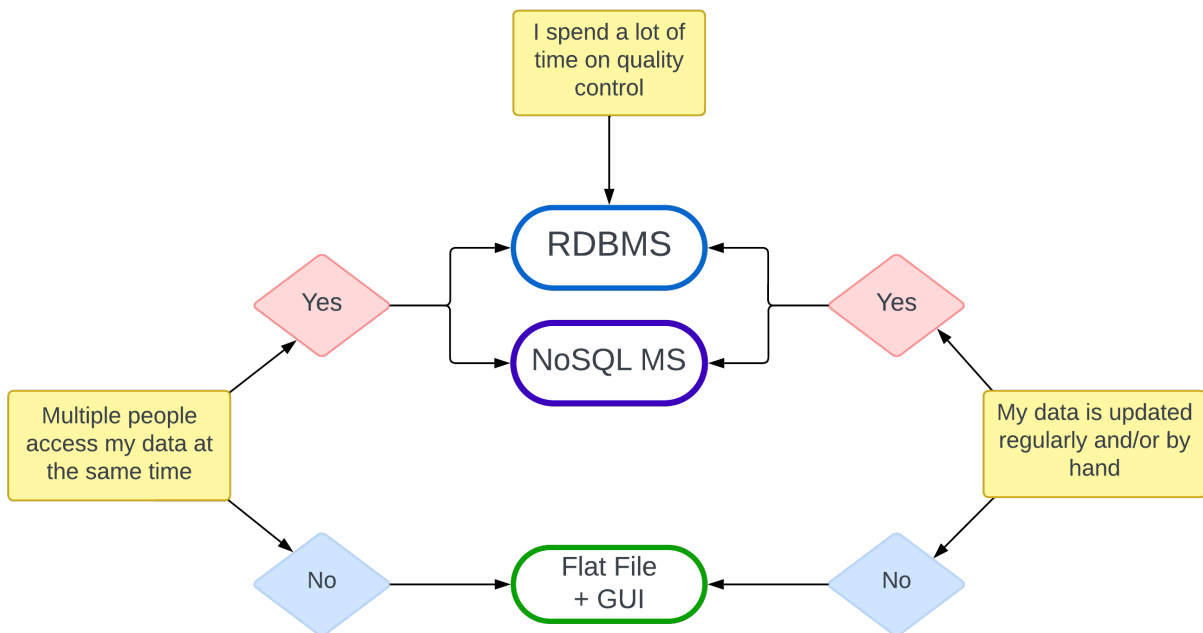 I spend a lot of
time on quality
control
RDBMS
Yes
Yes
NoSQL MS
Multiple people
access my data at
the same time
My data is updated
regularly and/or by
hand
No
Flat File
+ GUI
No